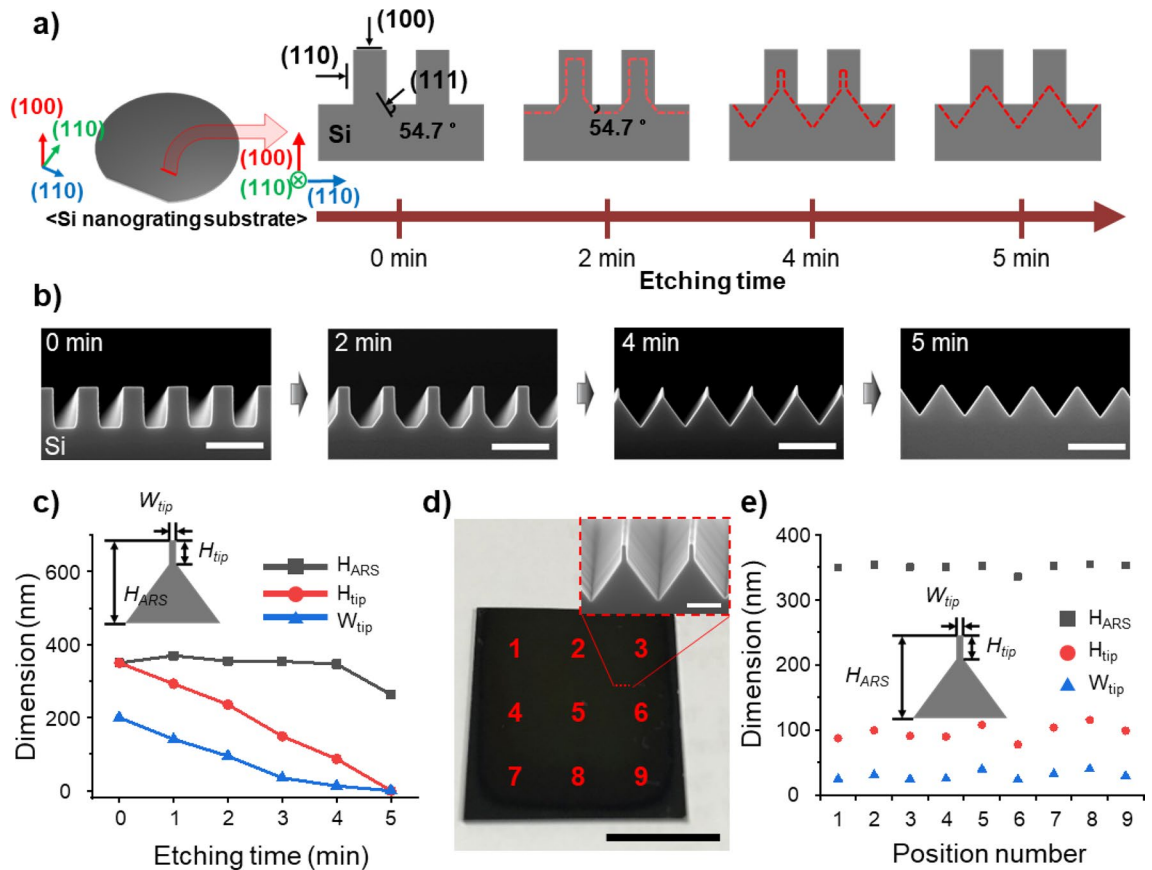 a)
(100)
(110)
(111)
Si
54.7 °
54.7 °
(100)
(110)
(110)
(100)
(110)
(110)
<Si nanograting substrate>
0 min
2 min
4 min
5 min
Etching time
b)
0 min
2 min
4 min
5 min
Si
c)
W_tip
H_tip
H_ARS
H_ARS
H_tip
W_tip
600
400
200
0
Dimension (nm)
0 1 2 3 4 5
Etching time (min)
d)
1 2 3
4 5 6
7 8 9
e)
400
300
200
100
0
Dimension (nm)
W_tip
H_tip
H_ARS
H_ARS
H_tip
W_tip
1 2 3 4 5 6 7 8 9
Position number